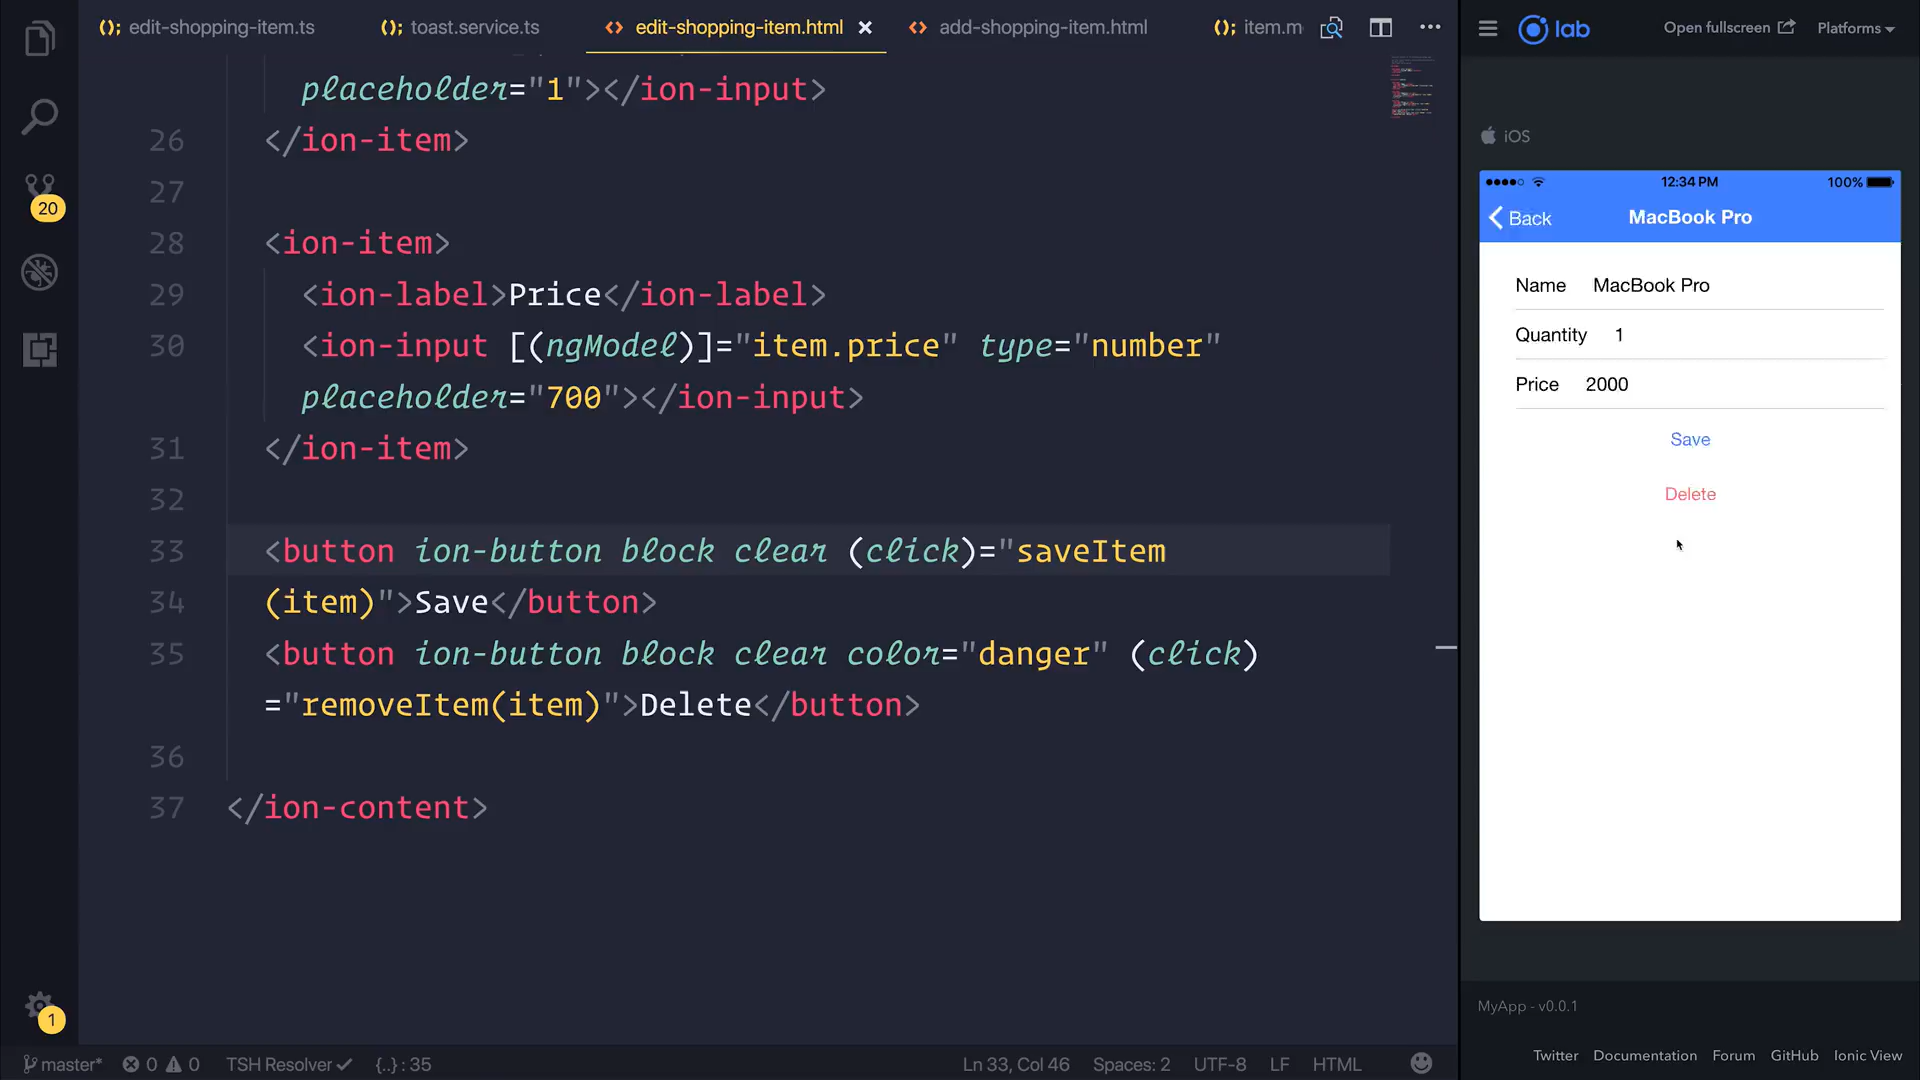 edit-shopping-item.ts
toast.service.ts
edit-shopping-item.html
add-shopping-item.html
item.m
placeholder="1"></ion-input>
26 </ion-item>
27
28 <ion-item>
29 <ion-label>Price</ion-label>
30 <ion-input [(ngModel)]="item.price" type="number"
placeholder="700"></ion-input>
31 </ion-item>
32
33 <button ion-button block clear (click)="saveItem
34 (item)">Save</button>
35 <button ion-button block clear color="danger" (click)
="removeItem(item)">Delete</button>
36
37 </ion-content>
20
1
master* 0 0 TSH Resolver {..} : 35
Ln 33, Col 46 Spaces: 2 UTF-8 LF HTML
lab
Open fullscreen
Platforms
iOS
12:34 PM
100%
Back
MacBook Pro
Name MacBook Pro
Quantity 1
Price 2000
Save
Delete
MyApp - v0.0.1
Twitter Documentation Forum GitHub Ionic View